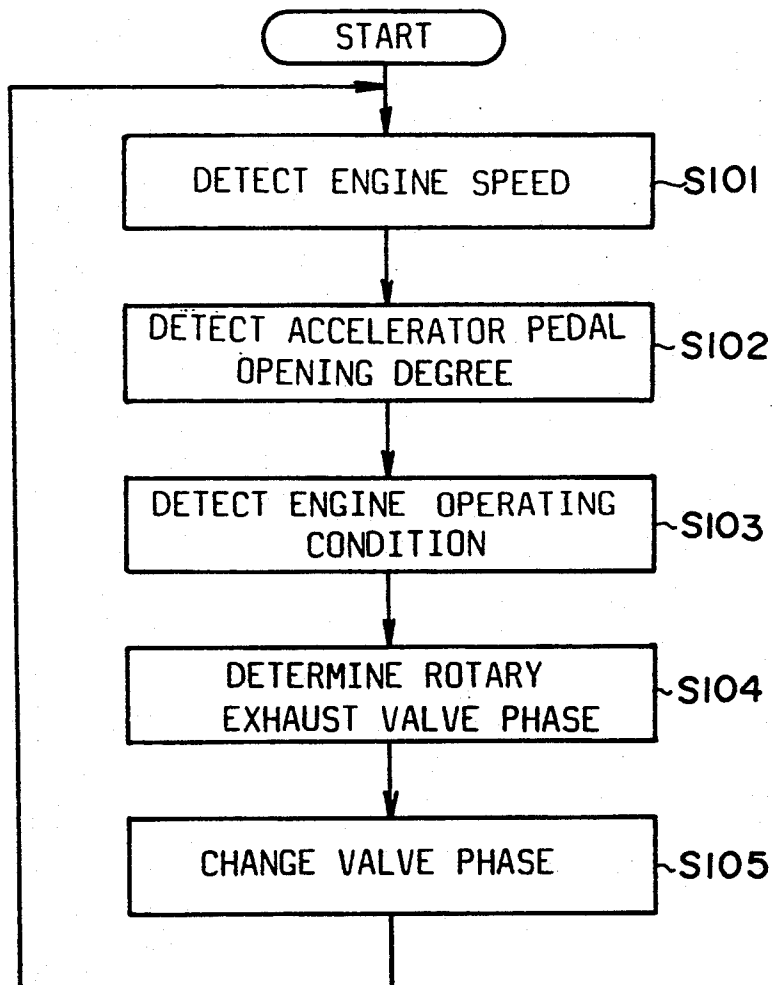 START
DETECT ENGINE SPEED
S101
DETECT ACCELERATOR PEDAL
OPENING DEGREE
S102
DETECT ENGINE OPERATING
CONDITION
S103
DETERMINE ROTARY
EXHAUST VALVE PHASE
S104
CHANGE VALVE PHASE
S105